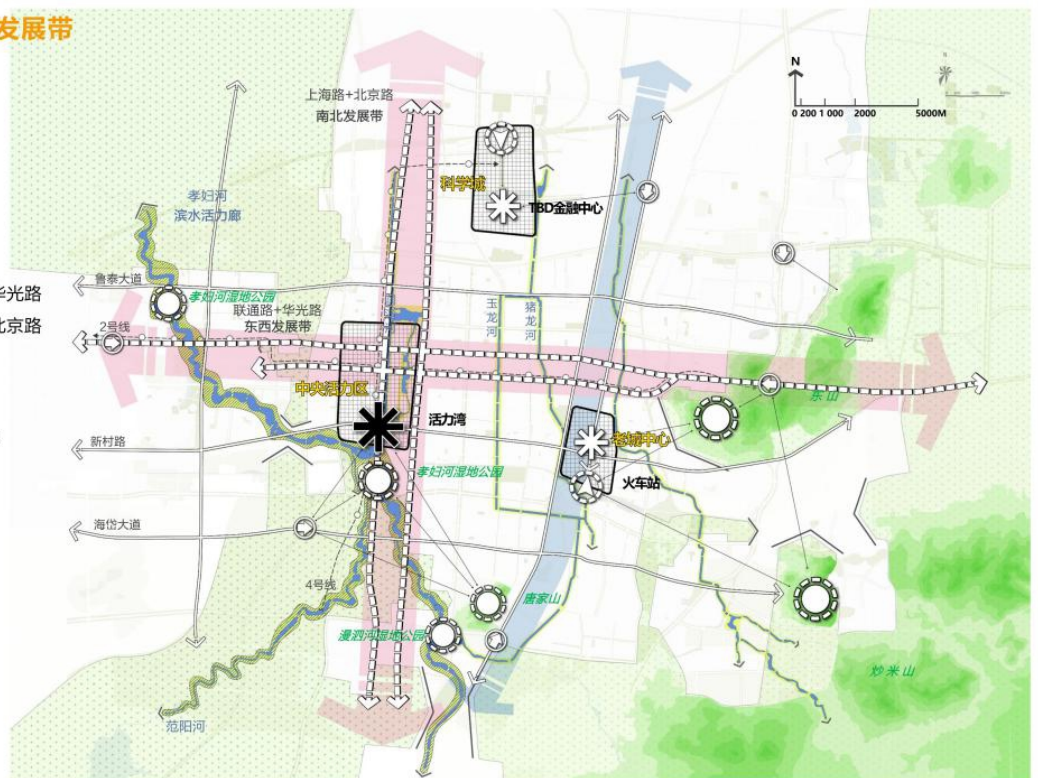 发展带
N
0 200 1 000 2000 5000M
上海路+北京路
南北发展带
科学城
TBD金融中心
孝妇河
滨水活力廊
鲁泰大道
孝妇河湿地公园
华光路
北京路
联通路+华光路
东西发展带
2号线
玉龙河
猪龙河
中央活力区
东山
活力湾
老城中心
新村路
孝妇河湿地公园
火车站
海岱大道
4号线
唐家山
漫泗河湿地公园
炒米山
范阳河